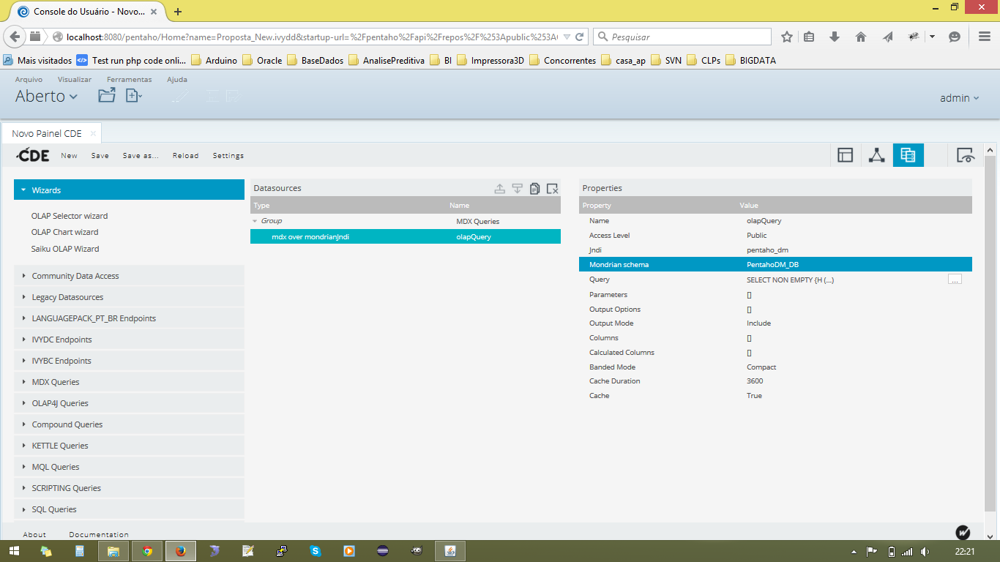 Console do Usuário - Novo...
localhost:8080/pentaho/Home?name=Proposta_New.ivydd&startup-url=%2Fpentaho%2Fapi%2Frepos%2F%253Apublic%253A
Pesquisar
Mais visitados Test run php code onli... Arduino Oracle BaseDados AnalisePreditiva BI Impressora3D Concorrentes casa_ap SVN CLPs BIGDATA
Arquivo Visualizar Ferramentas Ajuda
Aberto
admin
Novo Painel CDE
CDE New Save Save as... Reload Settings
Wizards
OLAP Selector wizard
OLAP Chart wizard
Saiku OLAP Wizard
Community Data Access
Legacy Datasources
LANGUAGEPACK_PT_BR Endpoints
IVYDC Endpoints
IVYBC Endpoints
MDX Queries
OLAP4J Queries
Compound Queries
KETTLE Queries
MQL Queries
SCRIPTING Queries
SQL Queries
Datasources
Type Name
Group MDX Queries
mdx over mondrianJndi olapQuery
Properties
Property Value
Name olapQuery
Access Level Public
Jndi pentaho_dm
Mondrian schema PentahoDM_DB
Query SELECT NON EMPTY {H (...) ...
Parameters []
Output Options []
Output Mode Include
Columns []
Calculated Columns []
Banded Mode Compact
Cache Duration 3600
Cache True
About Documentation
22:21